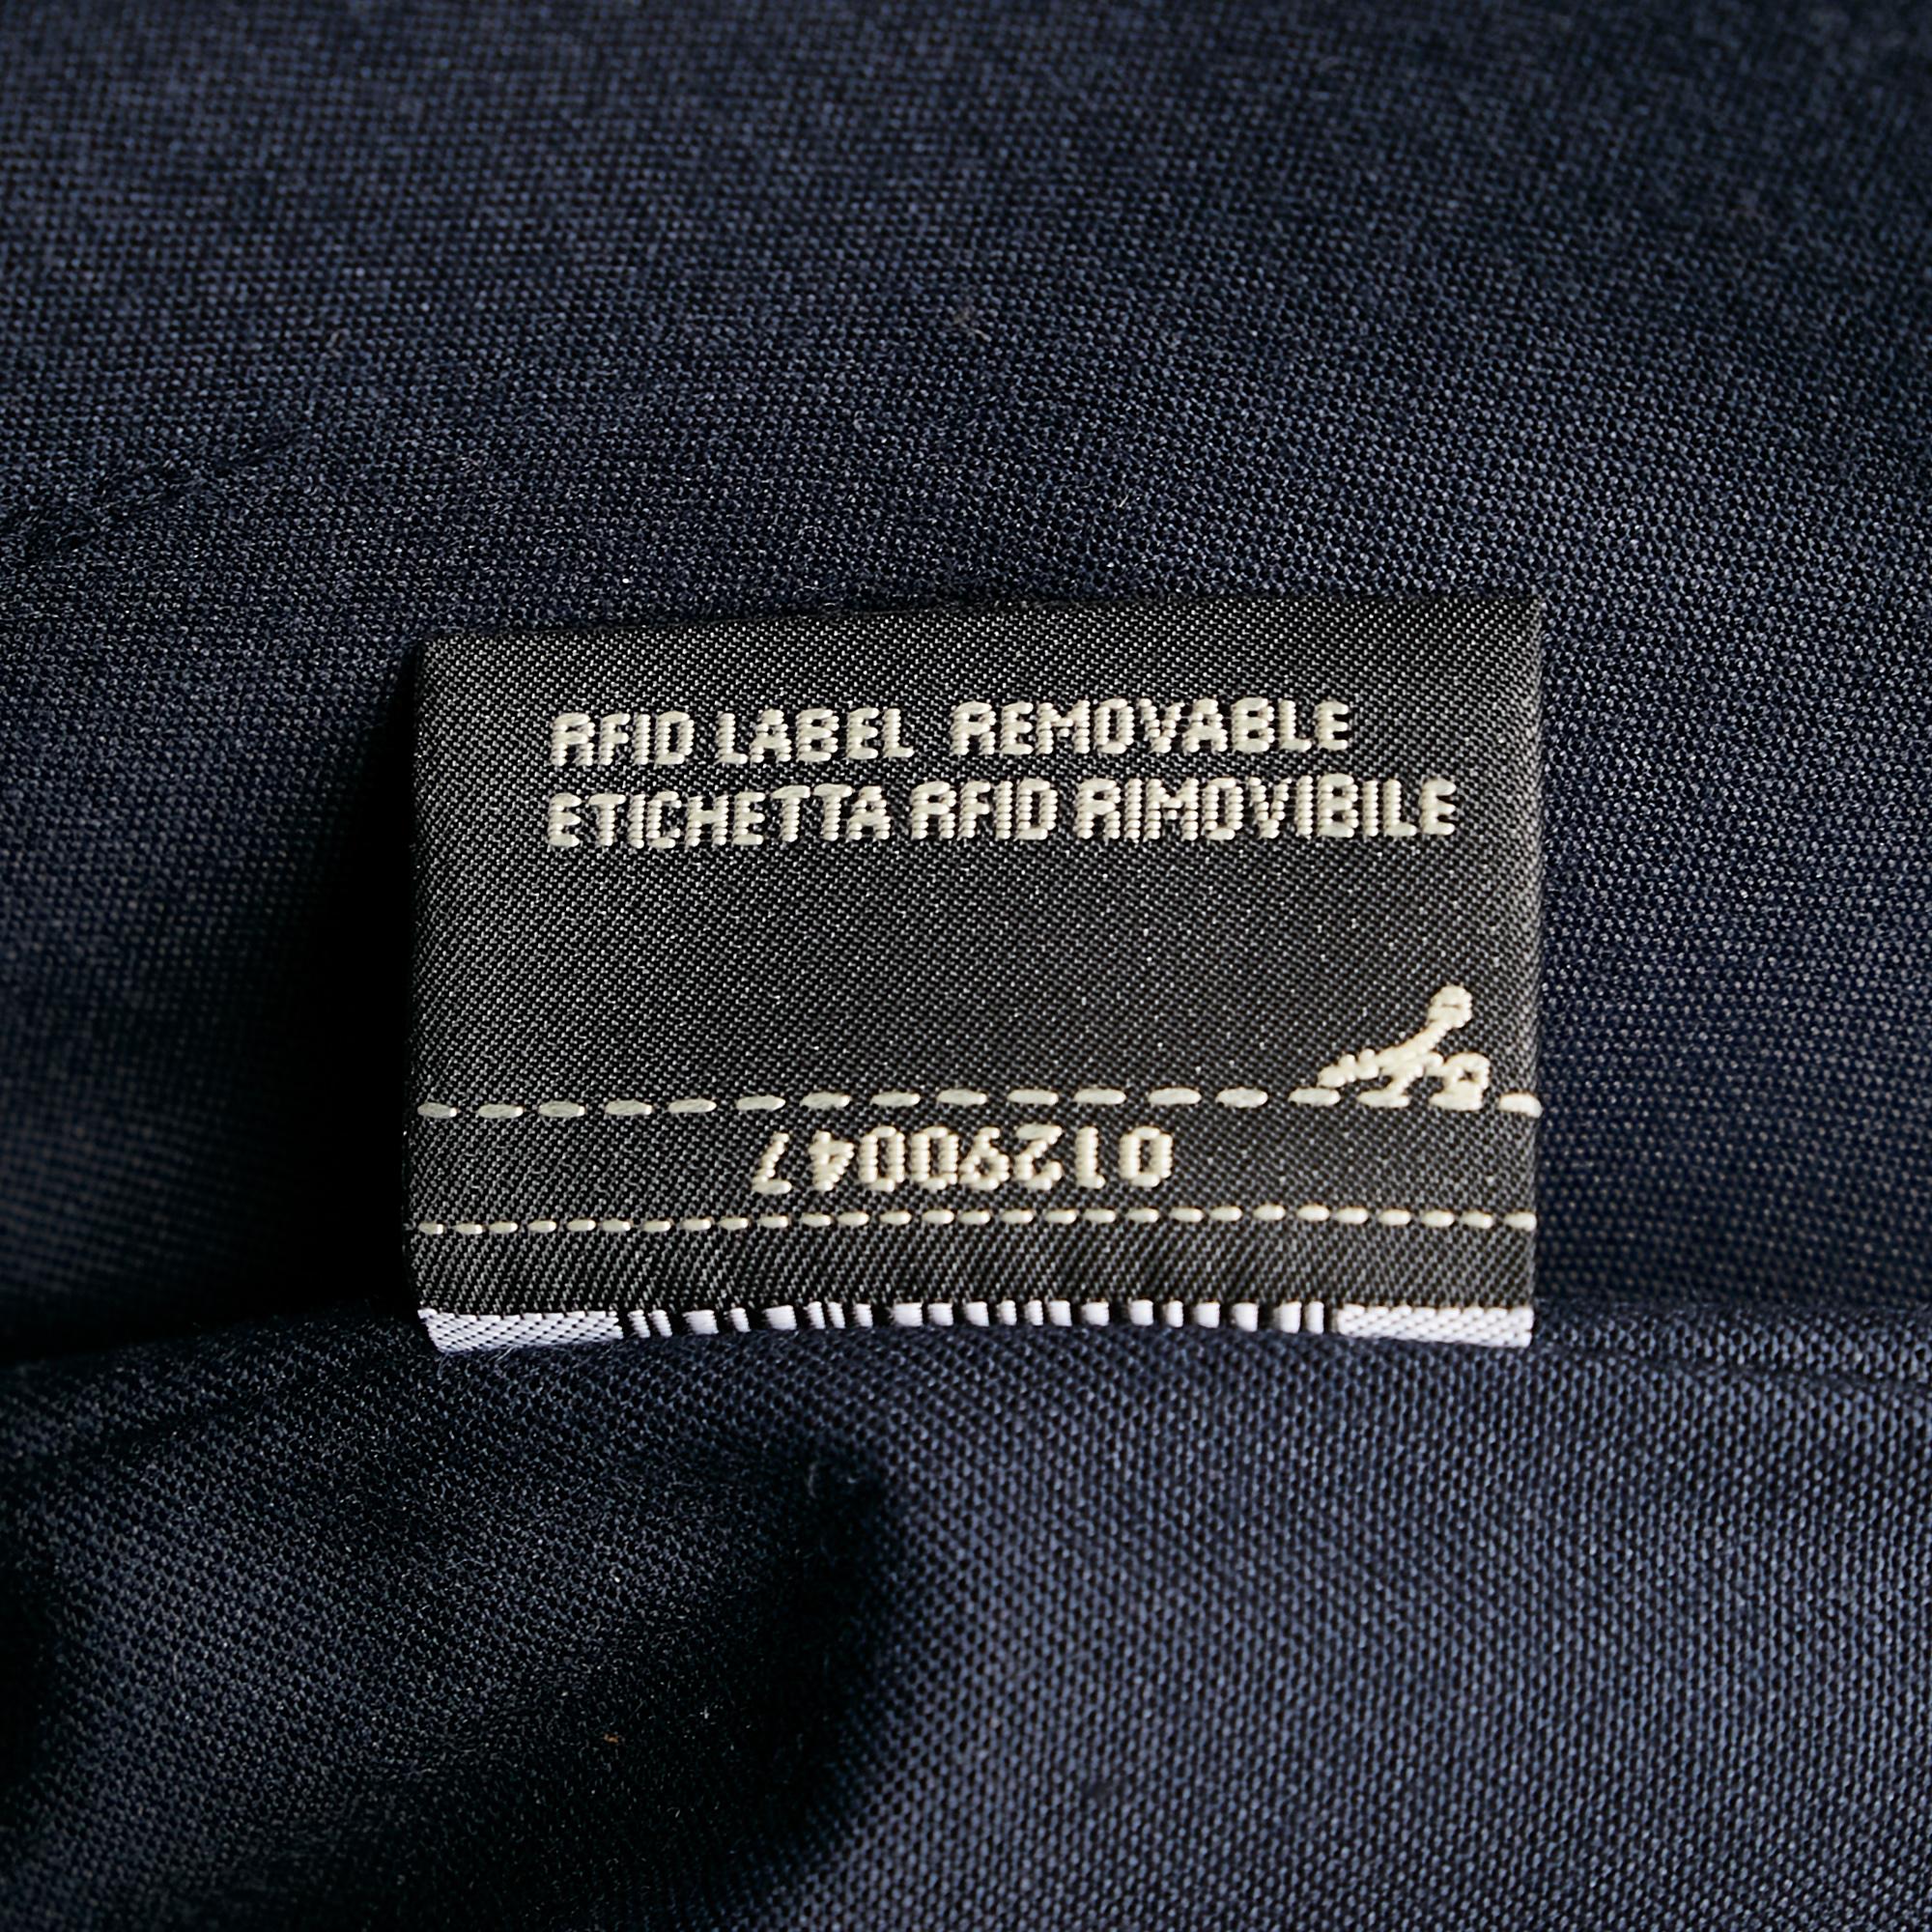 RFID LABEL REMOVABLE
ETICHETTA RFID RIMOVIBILE
01290047